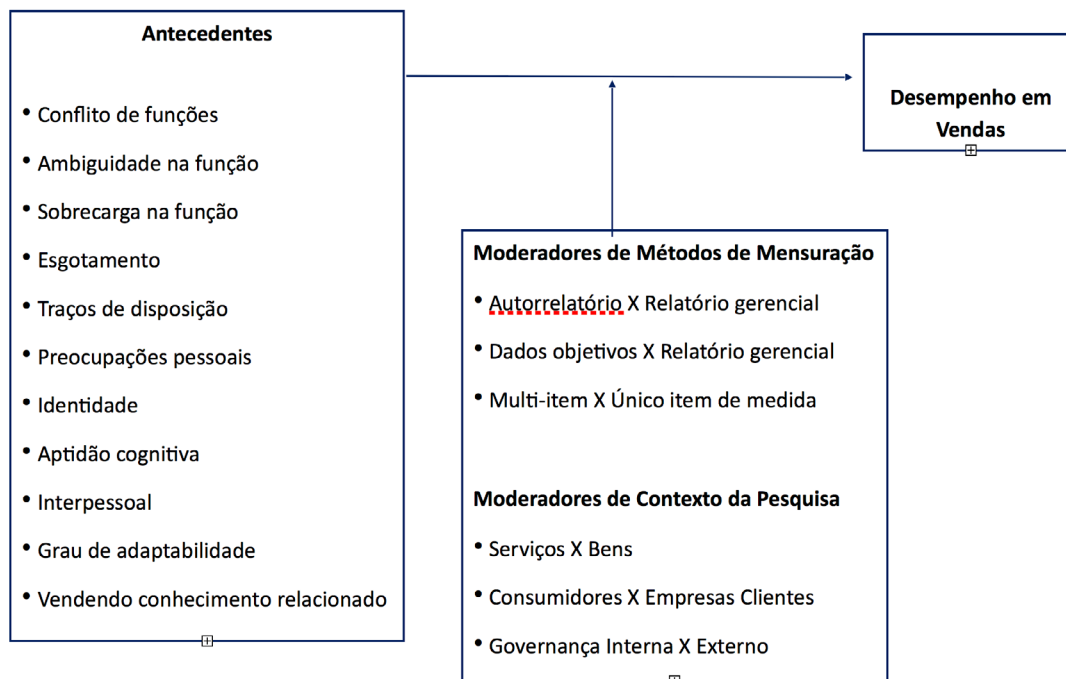 Antecedentes
• Conflito de funções
• Ambiguidade na função
• Sobrecarga na função
• Esgotamento
• Traços de disposição
• Preocupações pessoais
• Identidade
• Aptidão cognitiva
• Interpessoal
• Grau de adaptabilidade
• Vendendo conhecimento relacionado
Desempenho em
Vendas
Moderadores de Métodos de Mensuração
• Autorrelatório X Relatório gerencial
• Dados objetivos X Relatório gerencial
• Multi-item X Único item de medida
Moderadores de Contexto da Pesquisa
• Serviços X Bens
• Consumidores X Empresas Clientes
• Governança Interna X Externo